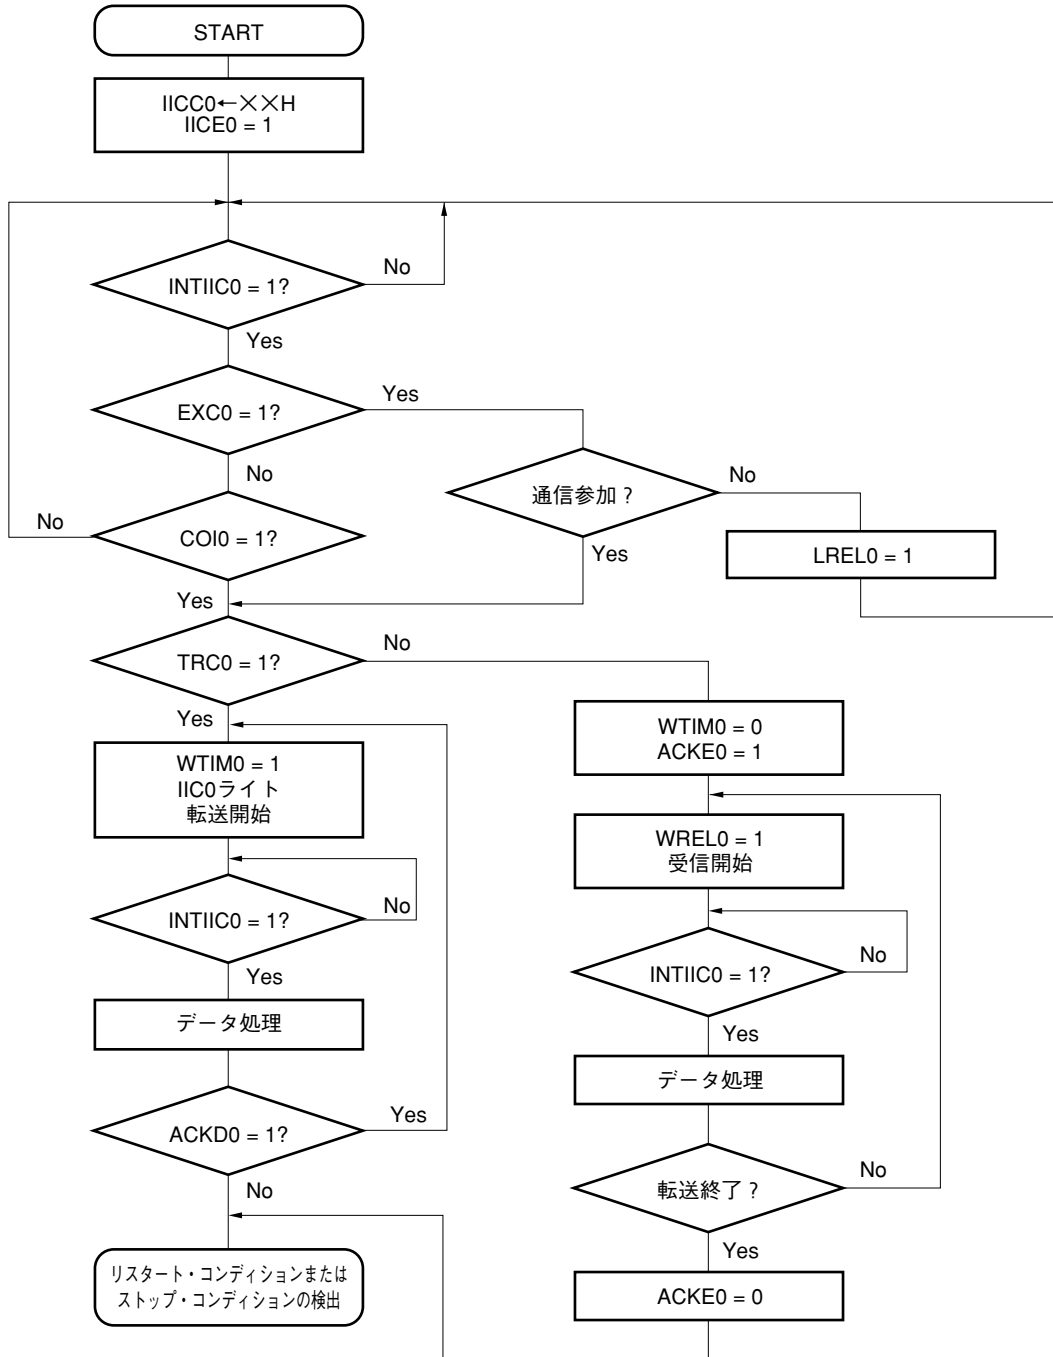 START
IICC0←××H
IICE0 = 1
INTIIC0 = 1?
No
Yes
EXC0 = 1?
Yes
No
通信参加？
No
Yes
LREL0 = 1
COI0 = 1?
No
Yes
TRC0 = 1?
No
Yes
WTIM0 = 1
IIC0ライト
転送開始
INTIIC0 = 1?
No
Yes
データ処理
ACKD0 = 1?
Yes
No
リスタート・コンディションまたは
ストップ・コンディションの検出
WTIM0 = 0
ACKE0 = 1
WREL0 = 1
受信開始
INTIIC0 = 1?
No
Yes
データ処理
転送終了？
No
Yes
ACKE0 = 0